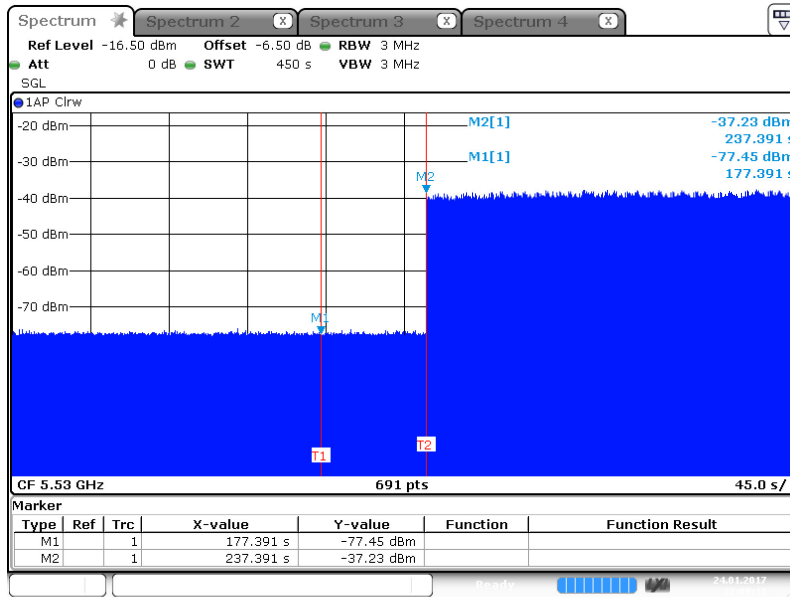 Spectrum Spectrum 2 X Spectrum 3 X Spectrum 4 X
Ref Level -16.50 dBm Offset -6.50 dB RBW 3 MHz
Att 0 dB SWT 450 s VBW 3 MHz
SGL
1AP Clrw
M2[1] -37.23 dBm
237.391 s
M1[1] -77.45 dBm
177.391 s
-20 dBm
-30 dBm
M2
-40 dBm
-50 dBm
-60 dBm
-70 dBm
M1
T1
T2
CF 5.53 GHz 691 pts 45.0 s/
Marker
Type Ref Trc X-value Y-value Function Function Result
M1 1 177.391 s -77.45 dBm
M2 1 237.391 s -37.23 dBm
Ready 24.01.2017